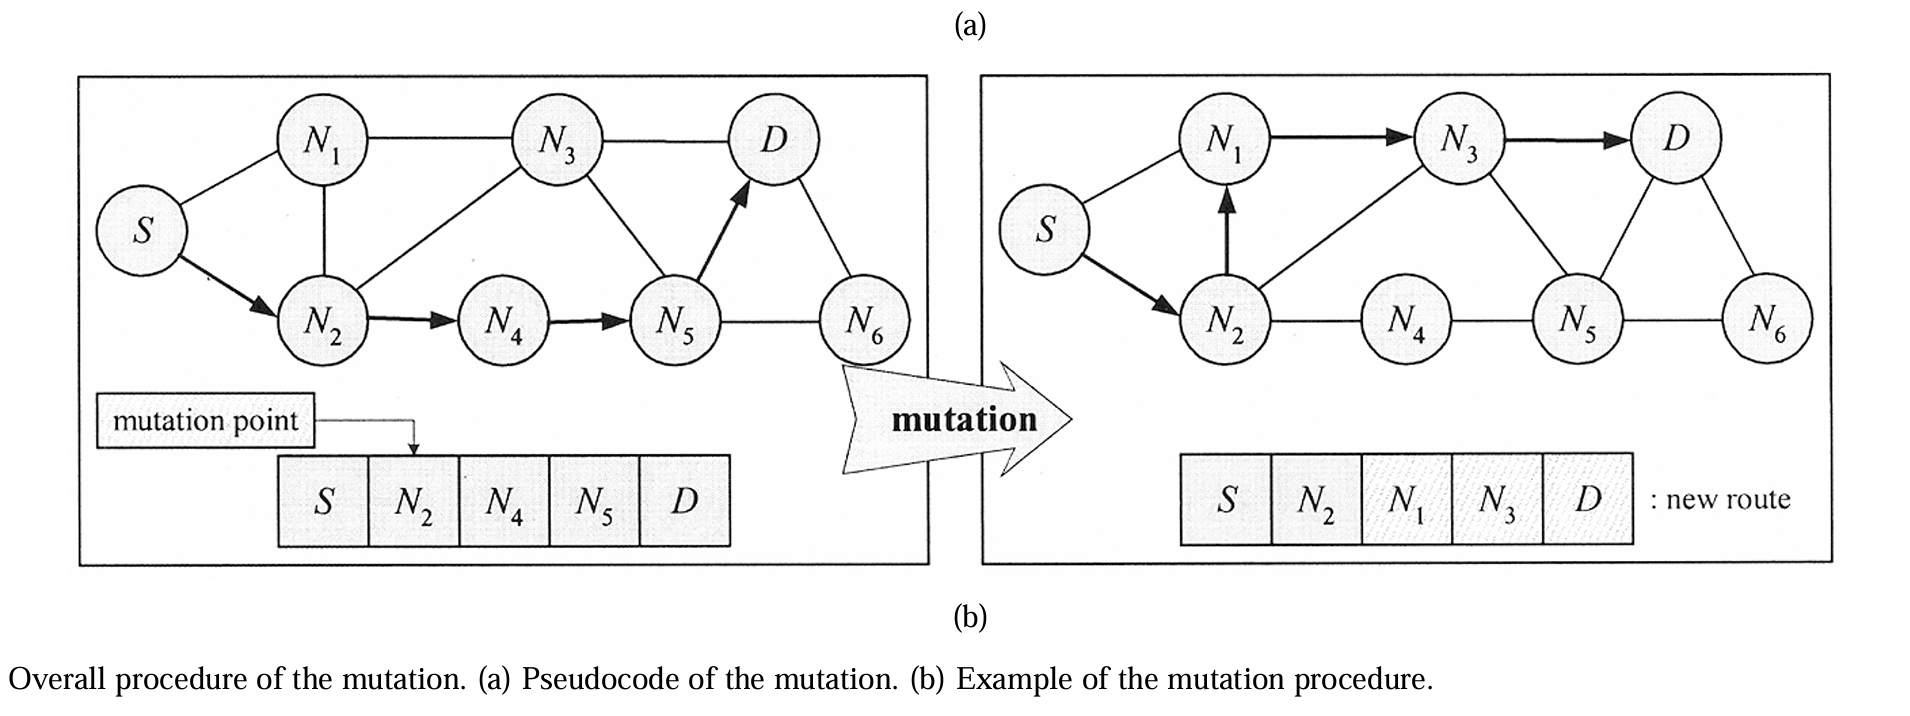 (a)
N1 N3 D
S
N2 N4 N5 N6
mutation point
S N2 N4 N5 D
mutation
N1 N3 D
S
N2 N4 N5 N6
S N2 N1 N3 D : new route
(b)
Overall procedure of the mutation. (a) Pseudocode of the mutation. (b) Example of the mutation procedure.